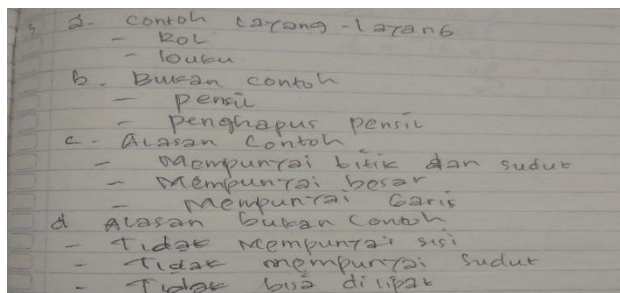 3 a. contoh layang-layang
- ROL
- buku
b. Bukan contoh
- pensil
- penghapus pensil
c. Alasan contoh
- Mempunyai titik dan sudut
- Mempunyai besar
- Mempunyai Garis
d Alasan bukan contoh
- Tidak Mempunyai sisi
- Tidak mempunyai sudut
- Tidak bisa dilipat